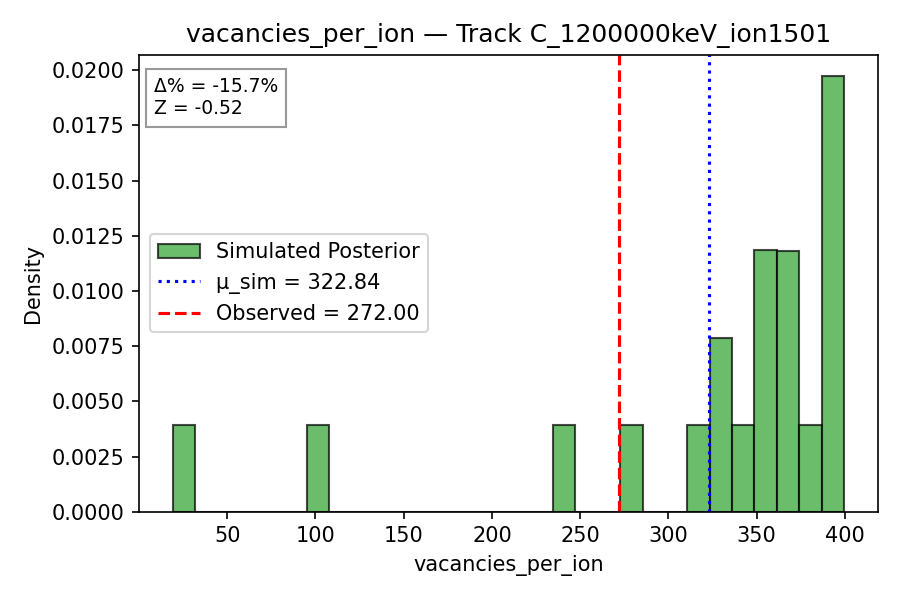 vacancies_per_ion — Track C_1200000keV_ion1501
Δ% = -15.7%
Z = -0.52
Simulated Posterior
μ_sim = 322.84
Observed = 272.00
Density
0.0200
0.0175
0.0150
0.0125
0.0100
0.0075
0.0050
0.0025
0.0000
50
100
150
200
250
300
350
400
vacancies_per_ion